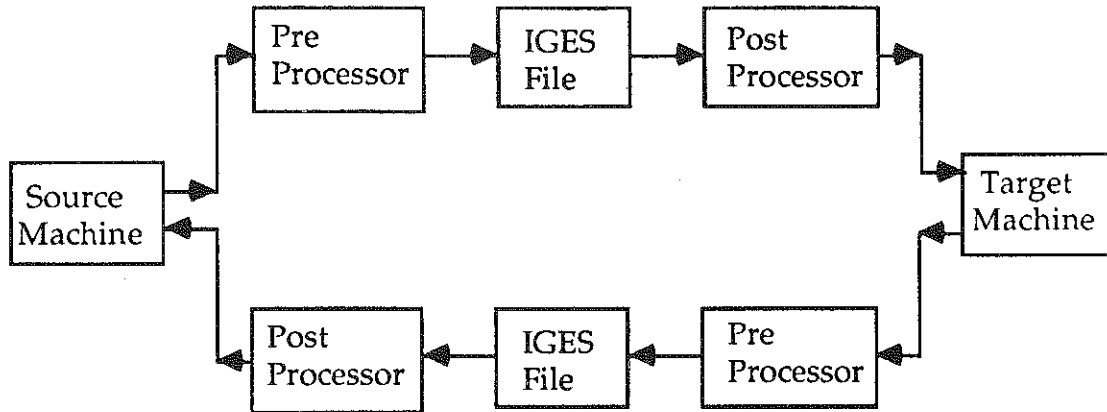 Pre
Processor
IGES
File
Post
Processor
Source
Machine
Target
Machine
Post
Processor
IGES
File
Pre
Processor